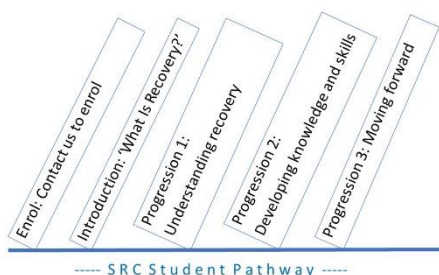 Enrol: Contact us to enrol
Introduction: 'What Is Recovery?'
Progression 1:
Understanding recovery
Progression 2:
Developing knowledge and skills
Progression 3: Moving forward
----- SRC Student Pathway -----